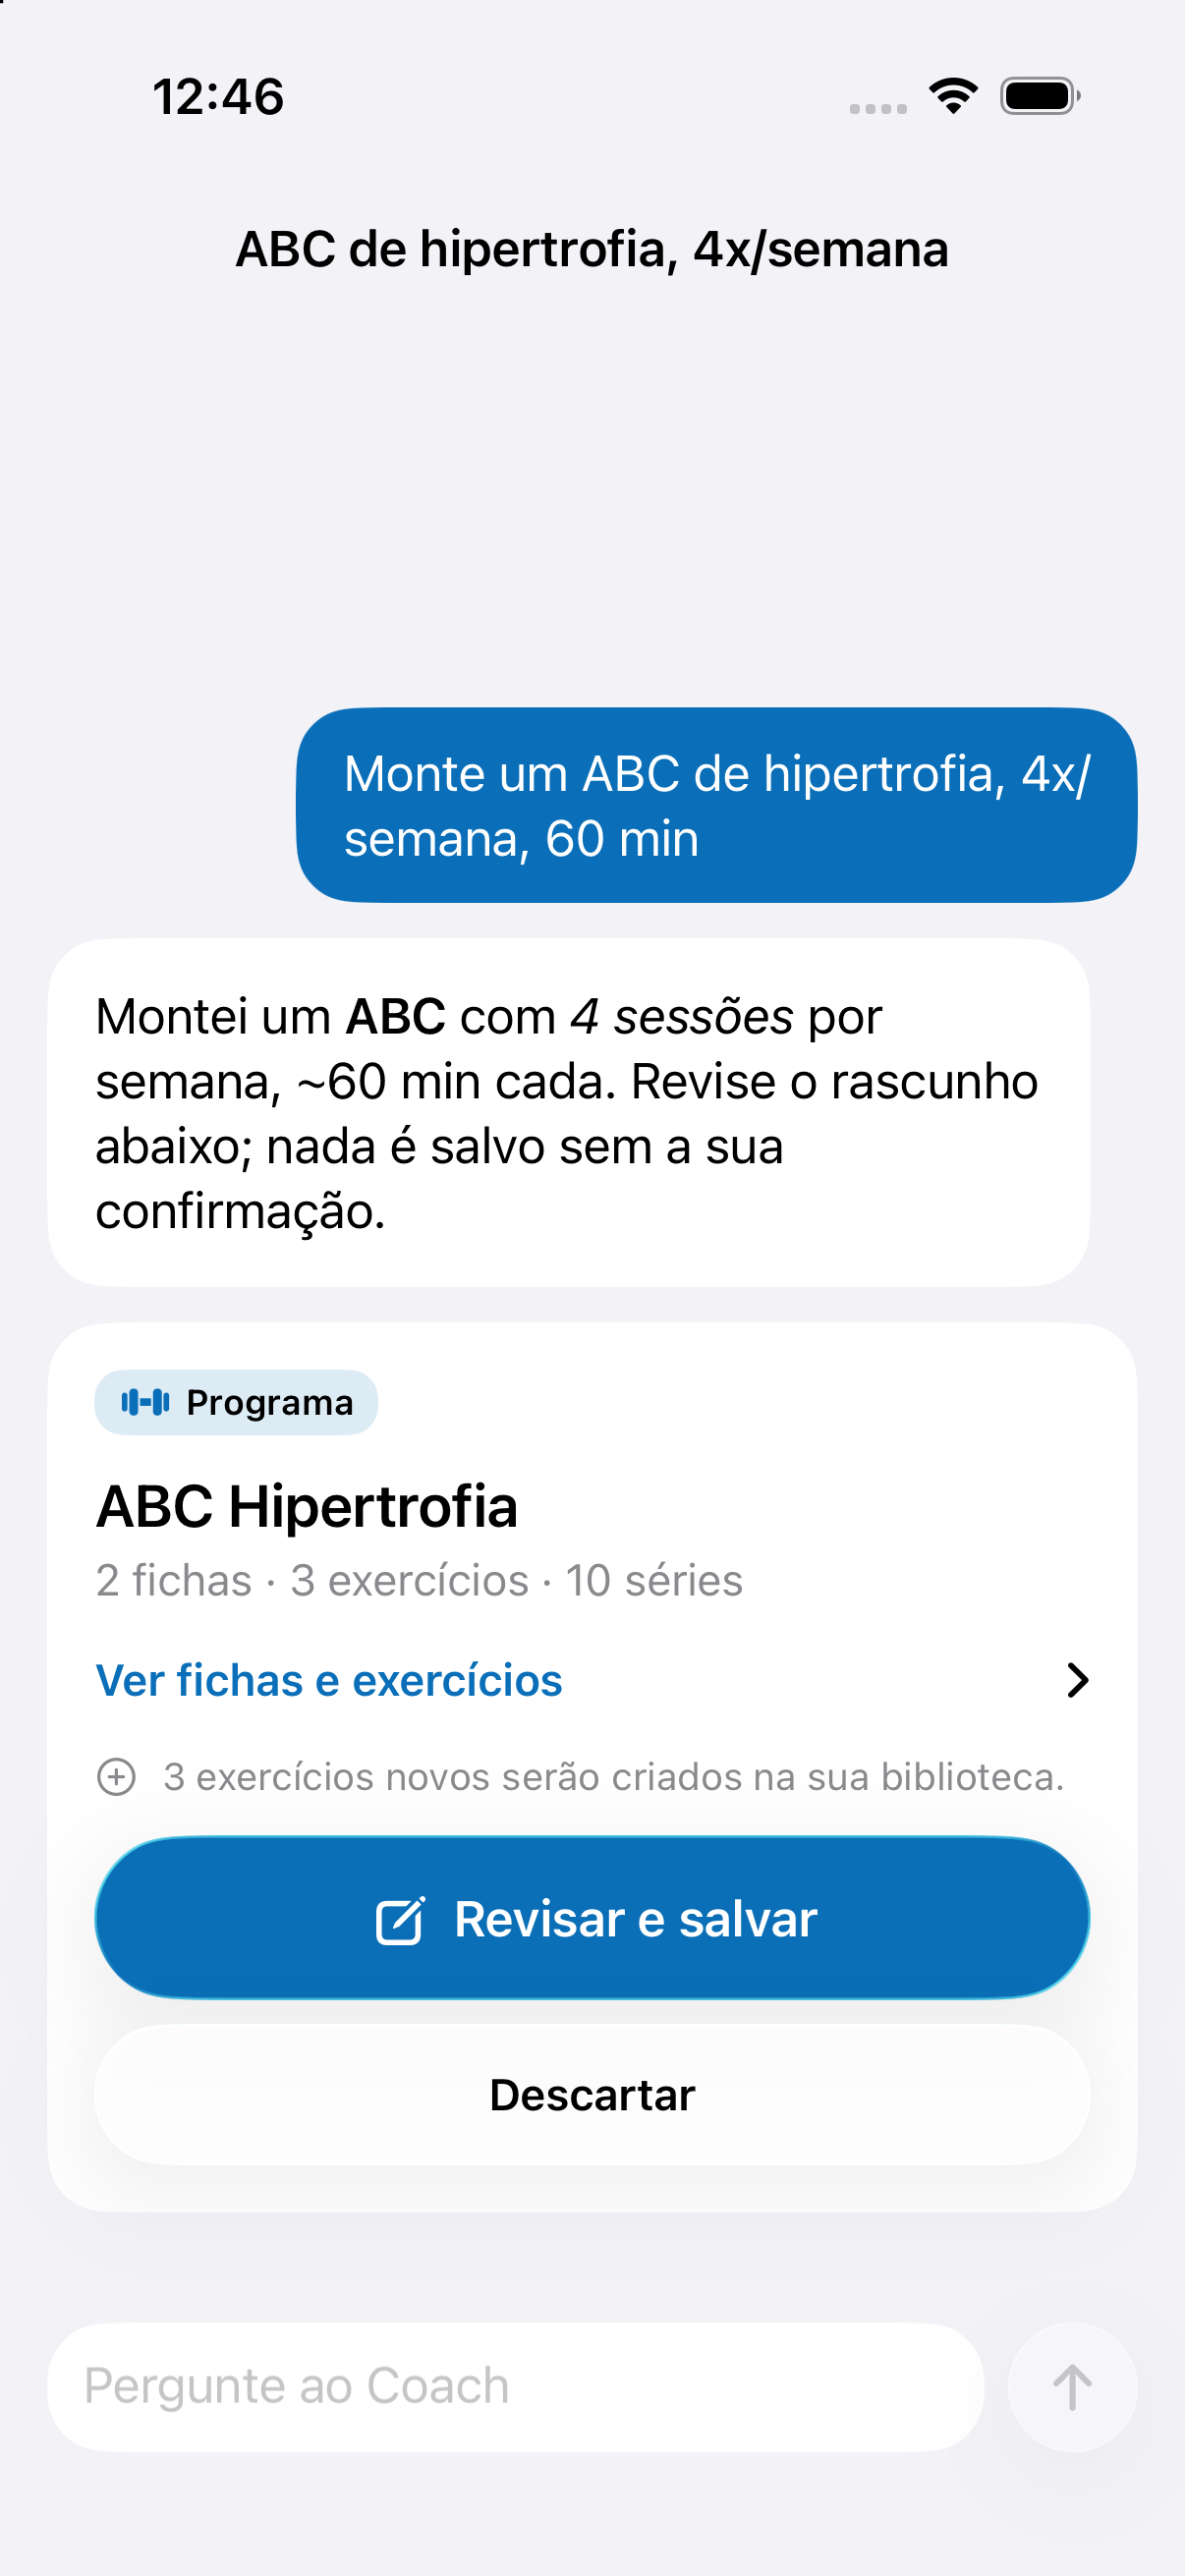 12:46
ABC de hipertrofia, 4x/semana
Monte um ABC de hipertrofia, 4x/
semana, 60 min
Montei um ABC com 4 sessões por
semana, ~60 min cada. Revise o rascunho
abaixo; nada é salvo sem a sua
confirmação.
Programa
ABC Hipertrofia
2 fichas · 3 exercícios · 10 séries
Ver fichas e exercícios
3 exercícios novos serão criados na sua biblioteca.
Revisar e salvar
Descartar
Pergunte ao Coach